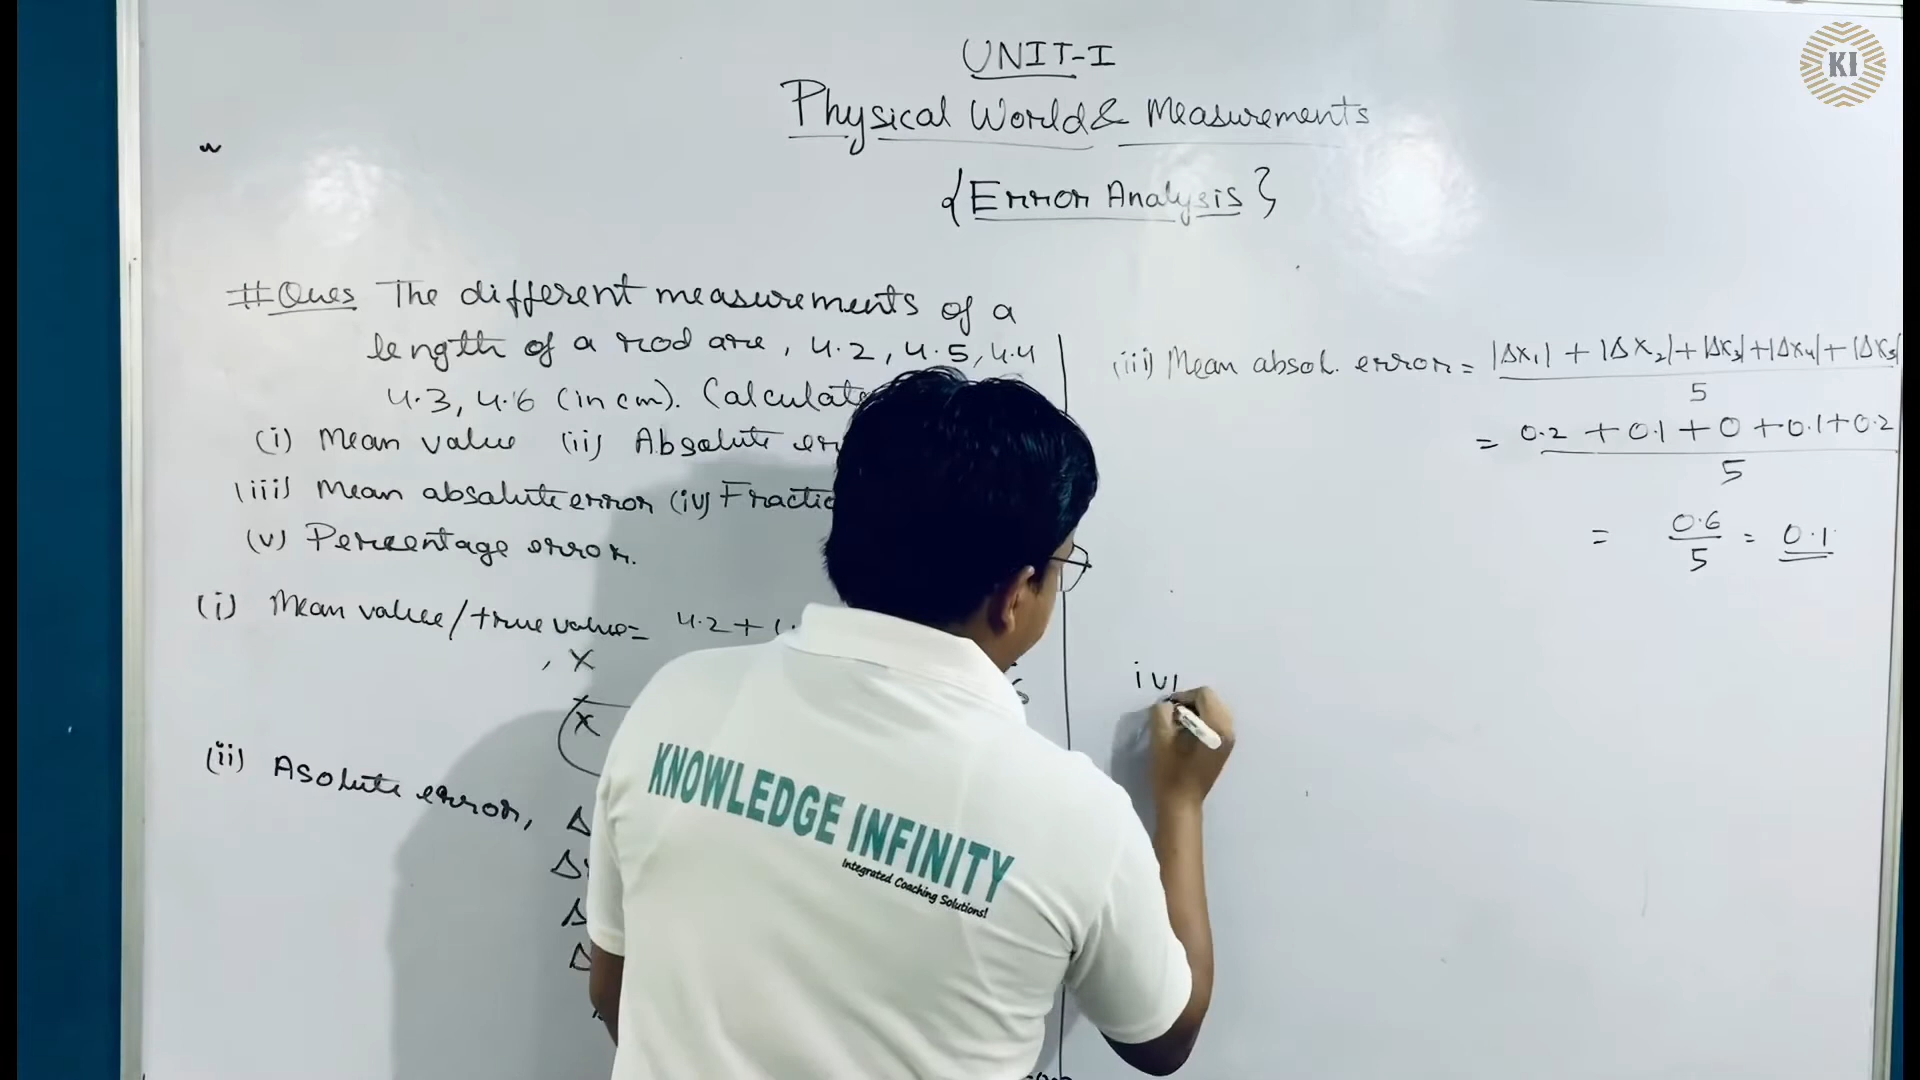 KI
UNIT-I
Physical World & Measurements
{Error Analysis}
# Ques The different measurements of a
length of a rod are, 4.2, 4.5, 4.4
4.3, 4.6 (in cm). Calculate
(i) Mean value (ii) Absolute er
(iii) Mean absolute error (iv) Fractio
(v) Percentage error.
(i) Mean value/true value = 4.2 +
, X
X
(ii) Asolute error, Δ
Δ
Δ
Δ
(iii) Mean absol. error = |Δx₁| + |Δx₂| + |Δx₃| + |Δx₄| + |Δx₅|
5
= 0.2 + 0.1 + 0 + 0.1 + 0.2
5
= 0.6/5 = 0.1
iv)
KNOWLEDGE INFINITY
Integrated Coaching Solutions!